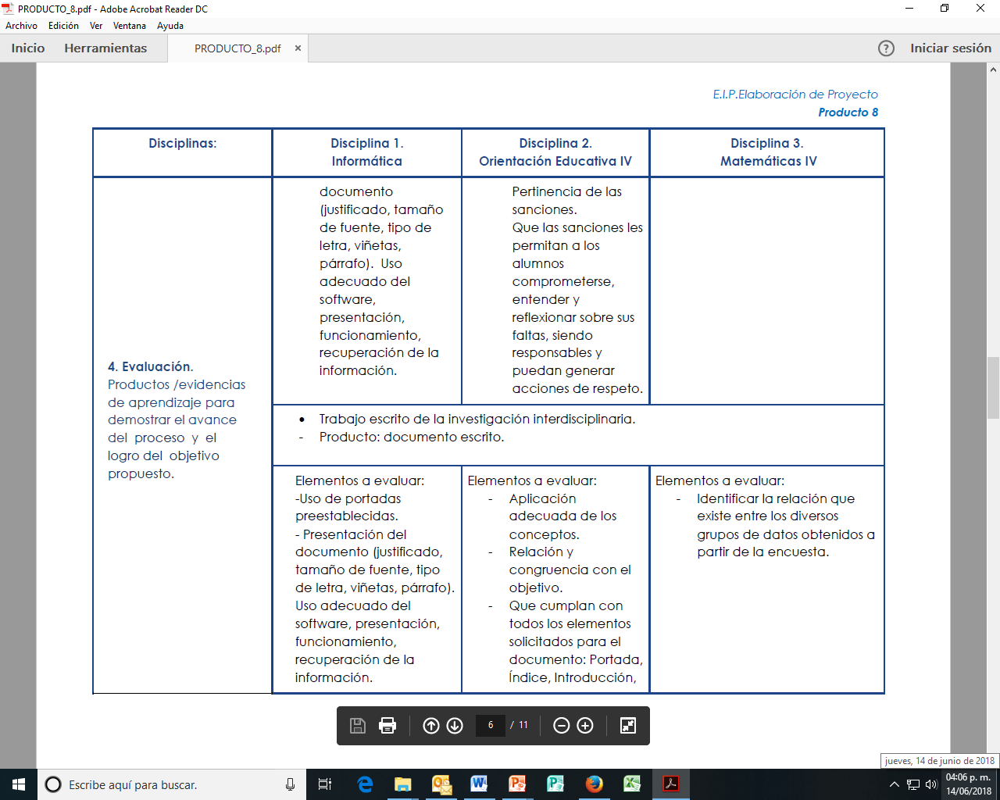 PRODUCTO_8.pdf - Adobe Acrobat Reader DC
Archivo Edición Ver Ventana Ayuda
Inicio Herramientas PRODUCTO_8.pdf × ? Iniciar sesión
E.I.P.Elaboración de Proyecto
Producto 8
Disciplinas:
Disciplina 1.
Informática
Disciplina 2.
Orientación Educativa IV
Disciplina 3.
Matemáticas IV
4. Evaluación.
Productos /evidencias
de aprendizaje para
demostrar el avance
del proceso y el
logro del objetivo
propuesto.
documento
(justificado, tamaño
de fuente, tipo de
letra, viñetas,
párrafo). Uso
adecuado del
software,
presentación,
funcionamiento,
recuperación de la
información.
Pertinencia de las
sanciones.
Que las sanciones les
permitan a los
alumnos
comprometerse,
entender y
reflexionar sobre sus
faltas, siendo
responsables y
puedan generar
acciones de respeto.
• Trabajo escrito de la investigación interdisciplinaria.
- Producto: documento escrito.
Elementos a evaluar:
-Uso de portadas
preestablecidas.
- Presentación del
documento (justificado,
tamaño de fuente, tipo
de letra, viñetas, párrafo).
Uso adecuado del
software, presentación,
funcionamiento,
recuperación de la
información.
Elementos a evaluar:
- Aplicación
adecuada de los
conceptos.
- Relación y
congruencia con el
objetivo.
- Que cumplan con
todos los elementos
solicitados para el
documento: Portada,
Índice, Introducción,
Elementos a evaluar:
- Identificar la relación que
existe entre los diversos
grupos de datos obtenidos a
partir de la encuesta.
6 / 11
jueves, 14 de junio de 2018
Escribe aquí para buscar.
04:06 p. m.
14/06/2018